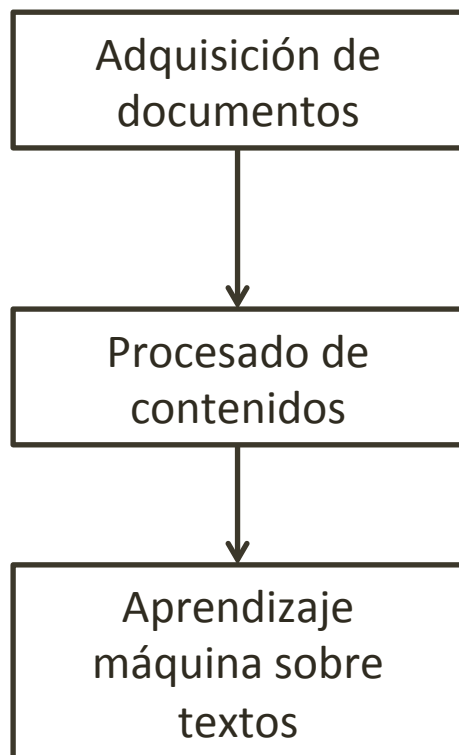 Adquisición de
documentos
Procesado de
contenidos
Aprendizaje
máquina sobre
textos